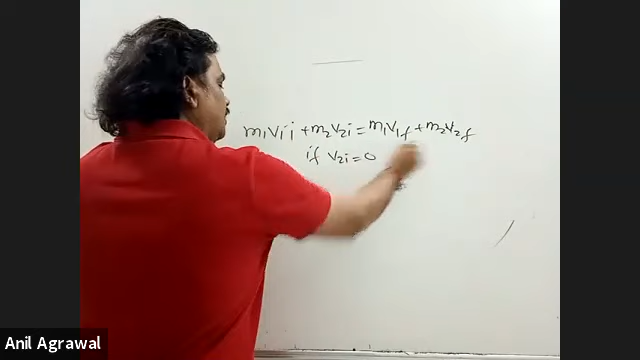 m₁v₁i + m₂v₂i = m₁v₁f + m₂v₂f
if v₂i = 0
Anil Agrawal